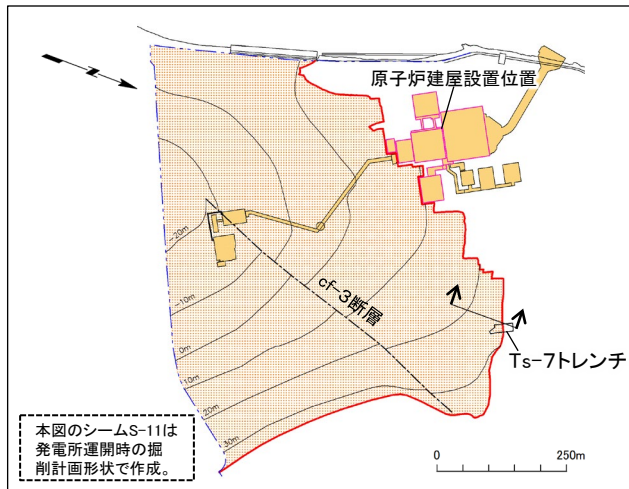 原子炉建屋設置位置
-20m
-10m
0m
10m
20m
30m
cf-3断層
Ts-7トレンチ
本図のシームS-11は
発電所運開時の掘
削計画形状で作成。
0 250m